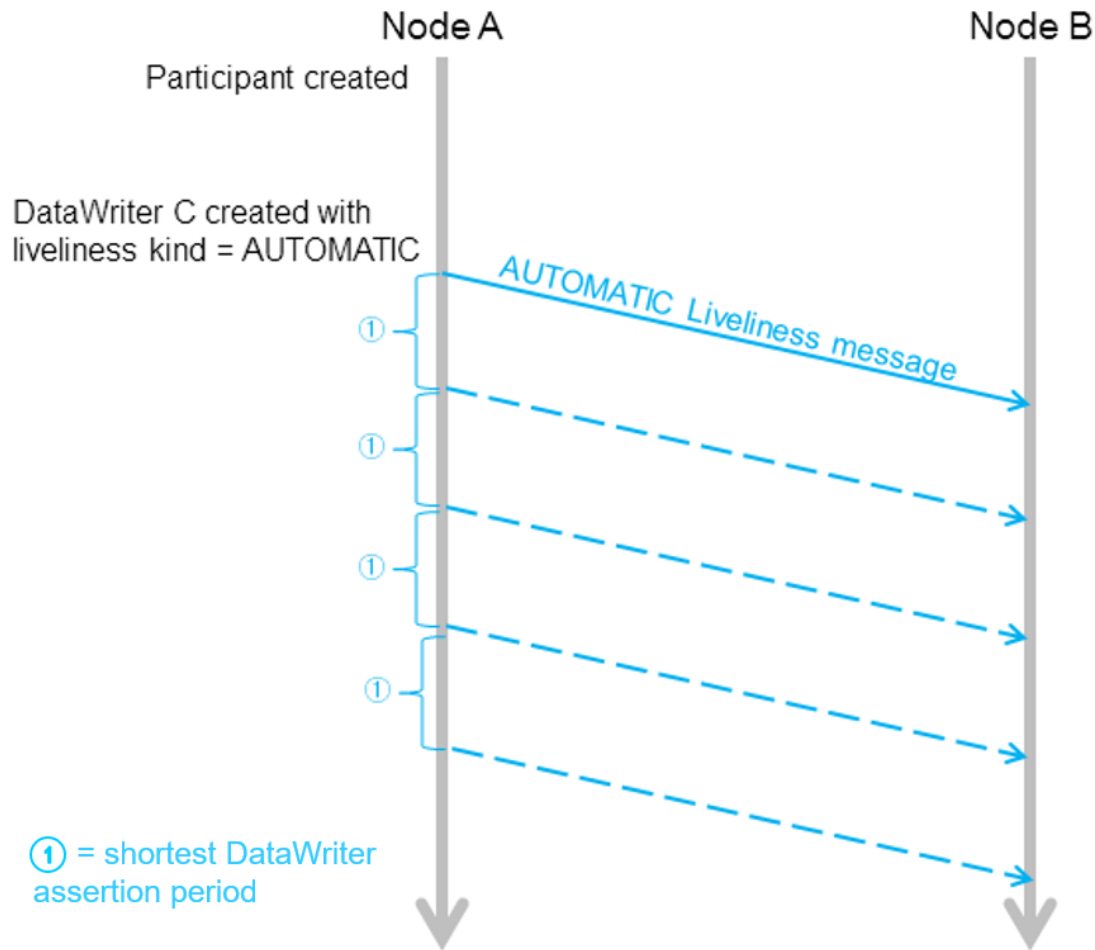 Node A
Node B
Participant created
DataWriter C created with
liveliness kind = AUTOMATIC
AUTOMATIC Liveliness message
①
①
①
①
① = shortest DataWriter
assertion period